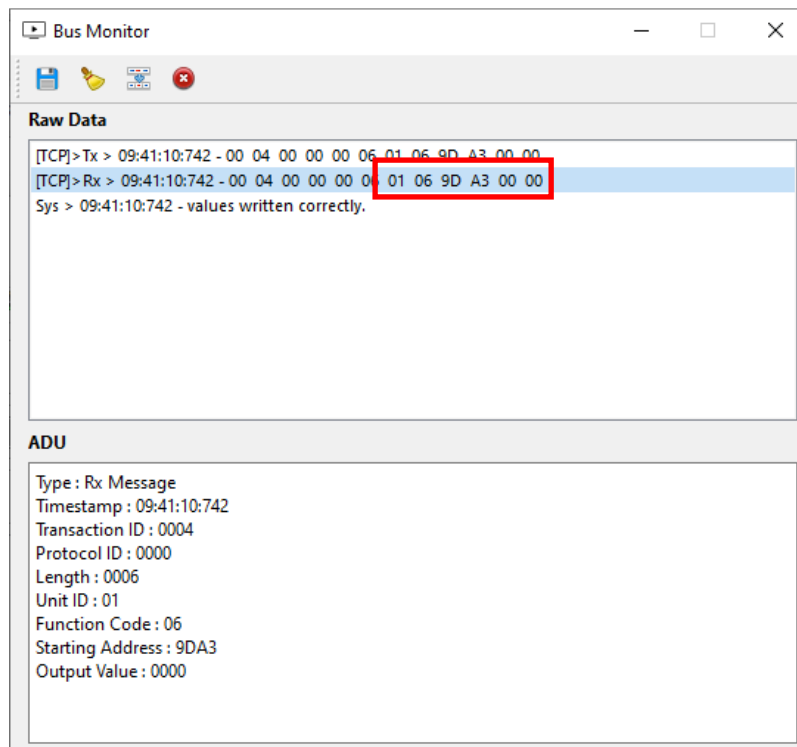 Bus Monitor
Raw Data
[TCP]>Tx > 09:41:10:742 - 00 04 00 00 00 06 01 06 9D A3 00 00
[TCP]>Rx > 09:41:10:742 - 00 04 00 00 00 06 01 06 9D A3 00 00
Sys > 09:41:10:742 - values written correctly.
ADU
Type : Rx Message
Timestamp : 09:41:10:742
Transaction ID : 0004
Protocol ID : 0000
Length : 0006
Unit ID : 01
Function Code : 06
Starting Address : 9DA3
Output Value : 0000